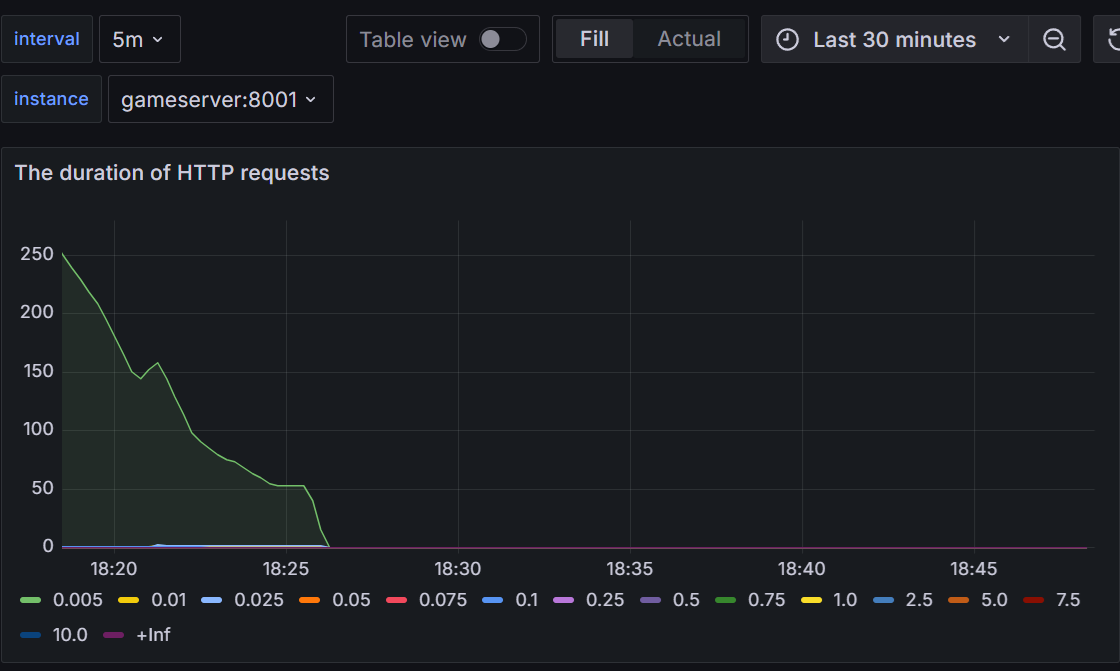 interval 5m Table view Fill Actual Last 30 minutes
instance gameserver:8001
The duration of HTTP requests
250
200
150
100
50
0
18:20 18:25 18:30 18:35 18:40 18:45
0.005 0.01 0.025 0.05 0.075 0.1 0.25 0.5 0.75 1.0 2.5 5.0 7.5
10.0 +Inf